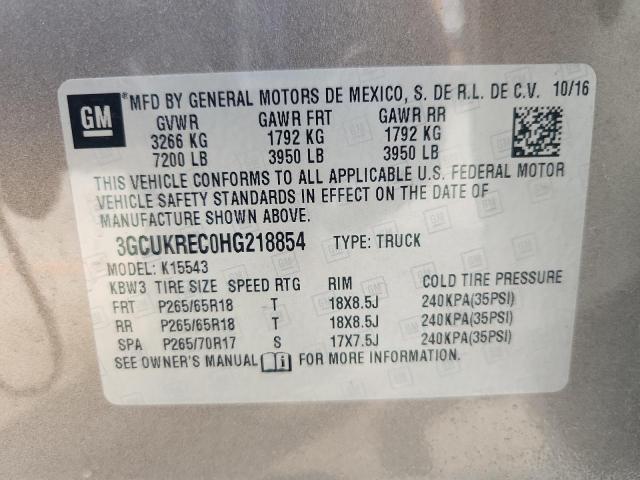 GM *MFD BY GENERAL MOTORS DE MEXICO, S. DE R.L. DE C.V. 10/16
GVWR GAWR FRT GAWR RR
3266 KG 1792 KG 1792 KG
7200 LB 3950 LB 3950 LB
THIS VEHICLE CONFORMS TO ALL APPLICABLE U.S. FEDERAL MOTOR
VEHICLE SAFETY STANDARDS IN EFFECT ON THE DATE OF
MANUFACTURE SHOWN ABOVE.
3GCUKREC0HG218854 TYPE: TRUCK
MODEL: K15543
KBW3 TIRE SIZE SPEED RTG RIM COLD TIRE PRESSURE
FRT P265/65R18 T 18X8.5J 240KPA(35PSI)
RR P265/65R18 T 18X8.5J 240KPA(35PSI)
SPA P265/70R17 S 17X7.5J 240KPA(35PSI)
SEE OWNER'S MANUAL FOR MORE INFORMATION.